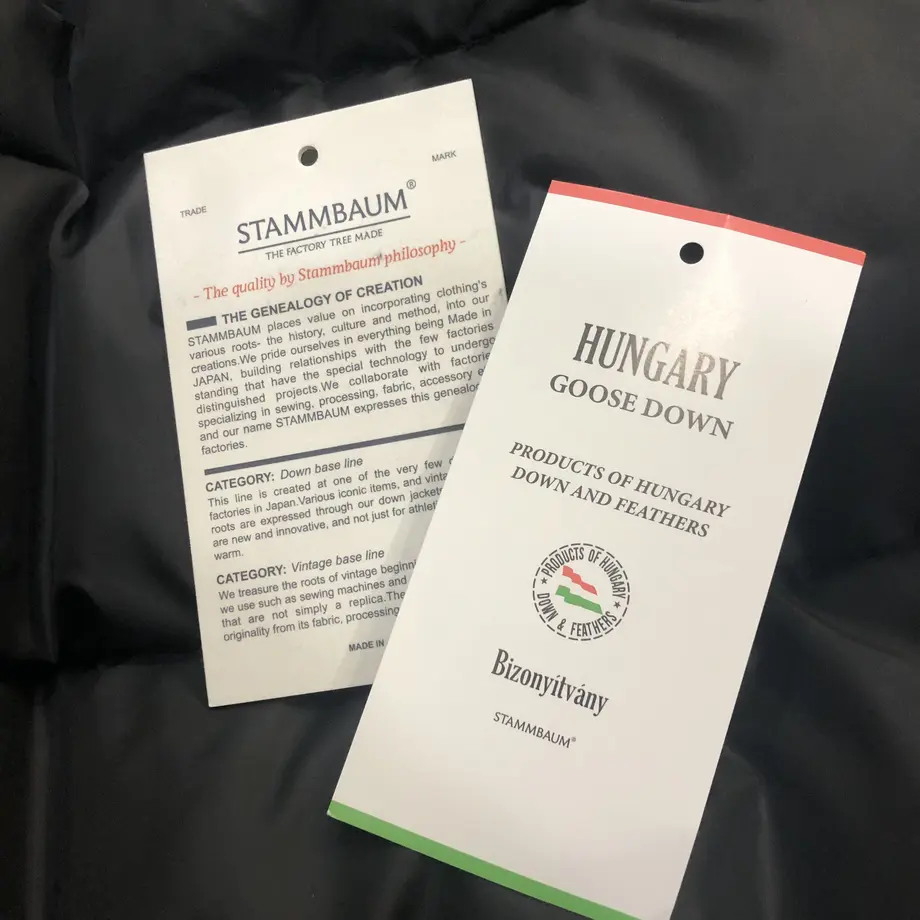 TRADE
MARK
STAMMBAUM®
THE FACTORY TREE MADE
- The quality by Stammbaum philosophy -
THE GENEALOGY OF CREATION
STAMMBAUM places value on incorporating clothing's
various roots- the history, culture and method, into our
creations.We pride ourselves in everything being Made in
JAPAN, building relationships with the few factories
standing that have the special technology to undergo
distinguished projects.We collaborate with factories
specializing in sewing, processing, fabric, accessory
and our name STAMMBAUM expresses this
factories.
CATEGORY: Down base line
This line is created at one of the very few
factories in Japan.Various iconic items, and
roots are expressed through our down
are new and innovative, and not just for
warm.
CATEGORY: Vintage base line
We treasure the roots of vintage
we use such as sewing machines and
that are not simply a replica.The
originality from its fabric, processing
MADE IN
HUNGARY
GOOSE DOWN
PRODUCTS OF HUNGARY
DOWN AND FEATHERS
★ PRODUCTS OF HUNGARY ★
DOWN & FEATHERS
Bizonyítvány
STAMMBAUM®